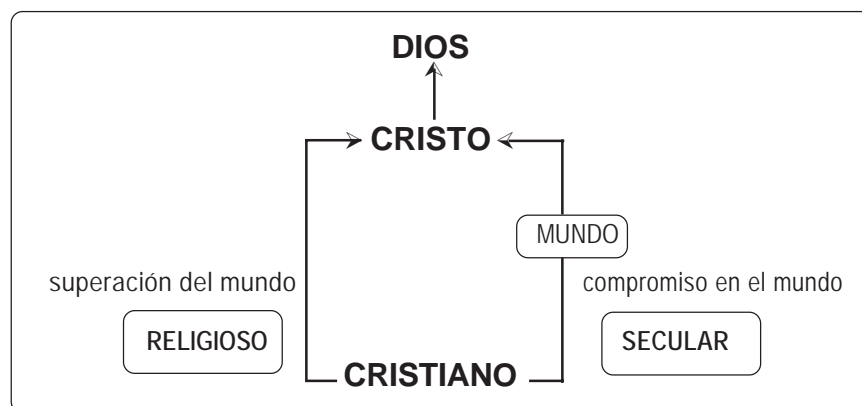 DIOS
CRISTO
MUNDO
superación del mundo
compromiso en el mundo
RELIGIOSO
SECULAR
CRISTIANO